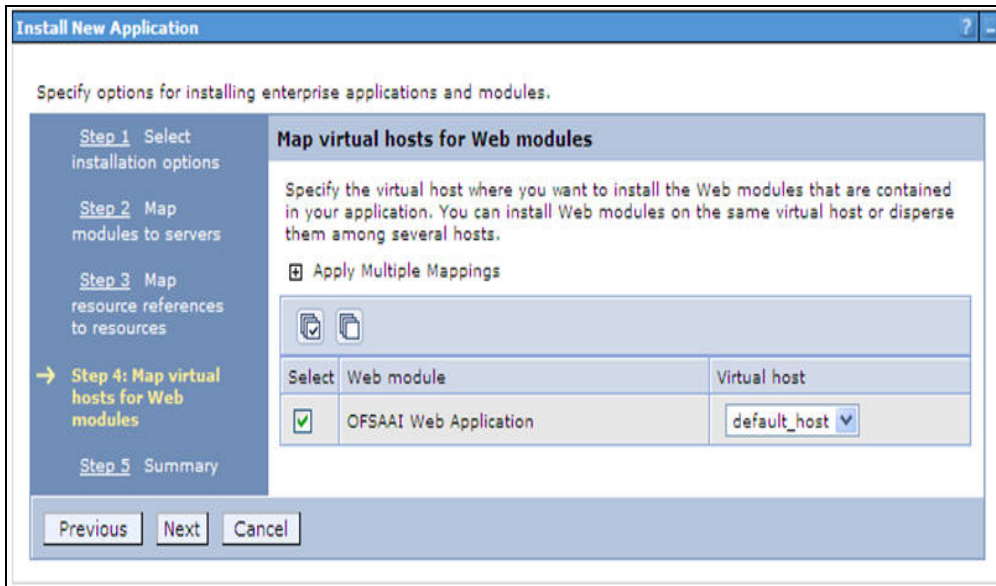 Install New Application
?
Specify options for installing enterprise applications and modules.
Step 1 Select
installation options
Step 2 Map
modules to servers
Step 3 Map
resource references
to resources
Step 4: Map virtual
hosts for Web
modules
Step 5 Summary
Map virtual hosts for Web modules
Specify the virtual host where you want to install the Web modules that are contained
in your application. You can install Web modules on the same virtual host or disperse
them among several hosts.
Apply Multiple Mappings
Select Web module Virtual host
OFSAAI Web Application default_host
Previous Next Cancel